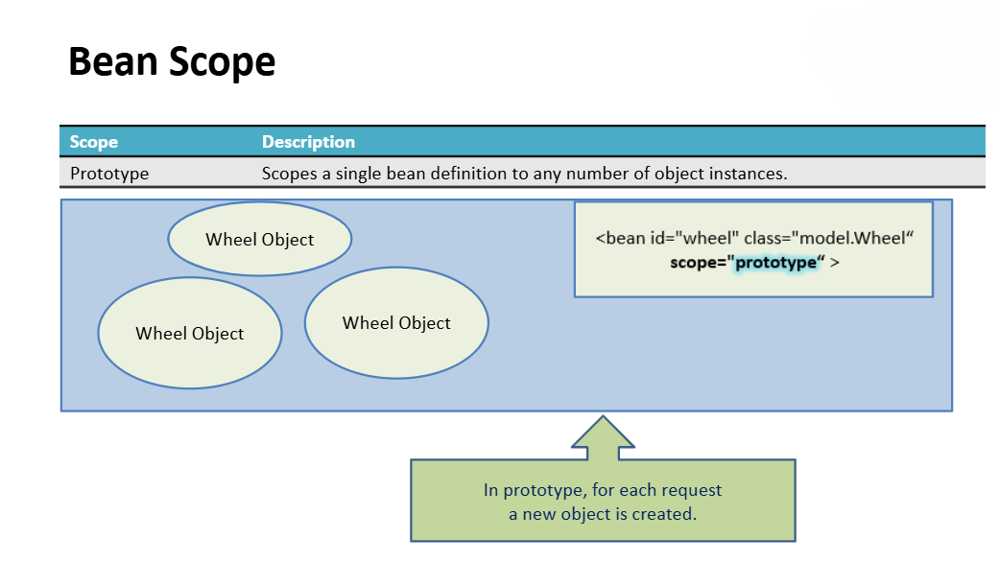 Bean Scope
Scope Description
Prototype Scopes a single bean definition to any number of object instances.
Wheel Object
<bean id="wheel" class="model.Wheel“
scope="prototype“ >
Wheel Object
Wheel Object
In prototype, for each request
a new object is created.